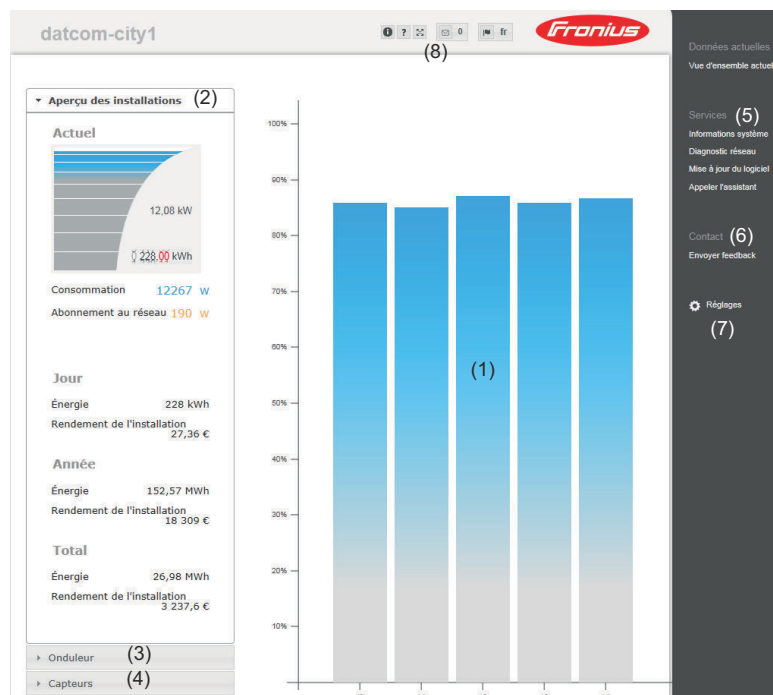 datcom-city1
0
fr
Fronius
(8)
Aperçu des installations (2)
Actuel
12,08 kW
228.00 kWh
Consommation 12267 W
Abonnement au réseau 190 W
Jour
Énergie 228 kWh
Rendement de l'installation
27,36 €
Année
Énergie 152,57 MWh
Rendement de l'installation
18 309 €
Total
Énergie 26,98 MWh
Rendement de l'installation
3 237,6 €
Onduleur (3)
Capteurs (4)
100%
90%
80%
70%
60%
50%
40%
30%
20%
10%
(1)
Données actuelles
Vue d'ensemble actuel
Services (5)
Informations système
Diagnostic réseau
Mise à jour du logiciel
Appeler l'assistant
Contact (6)
Envoyer feedback
Réglages
(7)